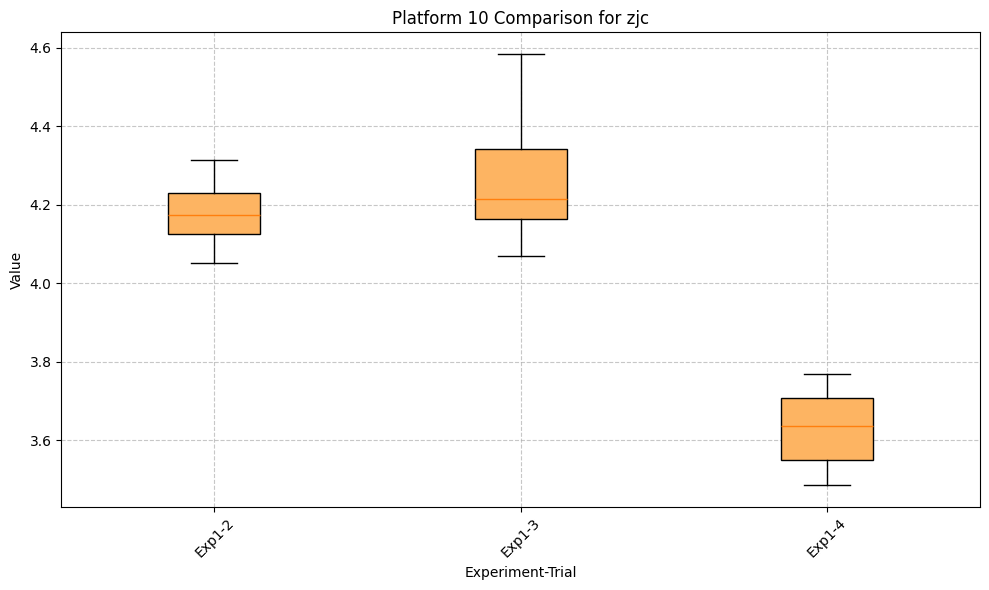 Platform 10 Comparison for zjc
4.6
4.4
4.2
4.0
3.8
3.6
Value
Exp1-2
Exp1-3
Exp1-4
Experiment-Trial